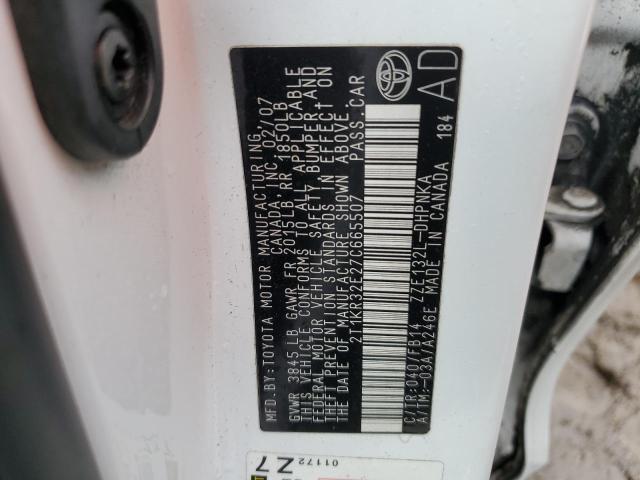 MFD.BY:TOYOTA MOTOR MANUFACTURING,
CANADA, INC. 02/07
GVWR 3845LB GAWR FR 2015LB, RR 1850LB
THIS VEHICLE CONFORMS TO ALL APPLICABLE
FEDERAL MOTOR VEHICLE SAFETY, BUMPER, AND
THEFT PREVENTION STANDARDS IN EFFECT ON
THE DATE OF MANUFACTURE SHOWN ABOVE.
2T1KR32E27C665507 PASS.CAR
C/TR:040/FB14 ZZE132L-DHPNKA
A/TM:-03A/A246E MADE IN CANADA 184
AD
01172
Z7